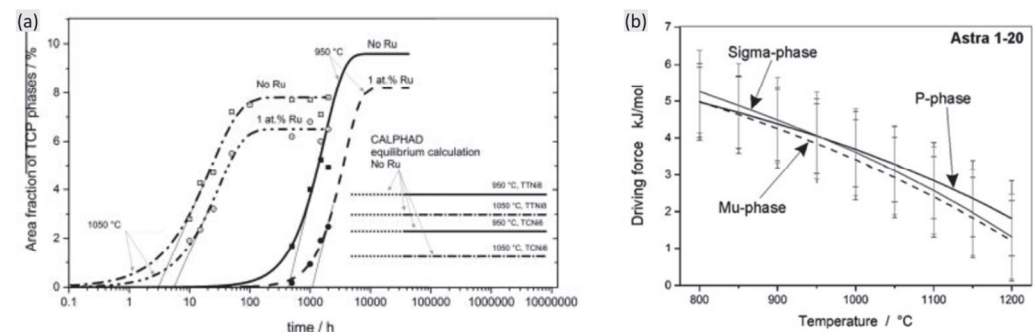 (a)
Area fraction of TCP phases / %
10
8
6
4
2
0
No Ru
950 °C
1 at.% Ru
No Ru
1 at.% Ru
CALPHAD
equilibrium calculation
No Ru
950 °C, TTNi8
1050 °C, TTNi8
950 °C, TCNi6
1050 °C, TCNi6
1050 °C
0.1 1 10 100 1000 10000 100000 1000000 10000000
time / h
(b)
Driving force kJ/mol
7
6
5
4
3
2
1
0
Astra 1-20
Sigma-phase
P-phase
Mu-phase
800 900 1000 1100 1200
Temperature / °C